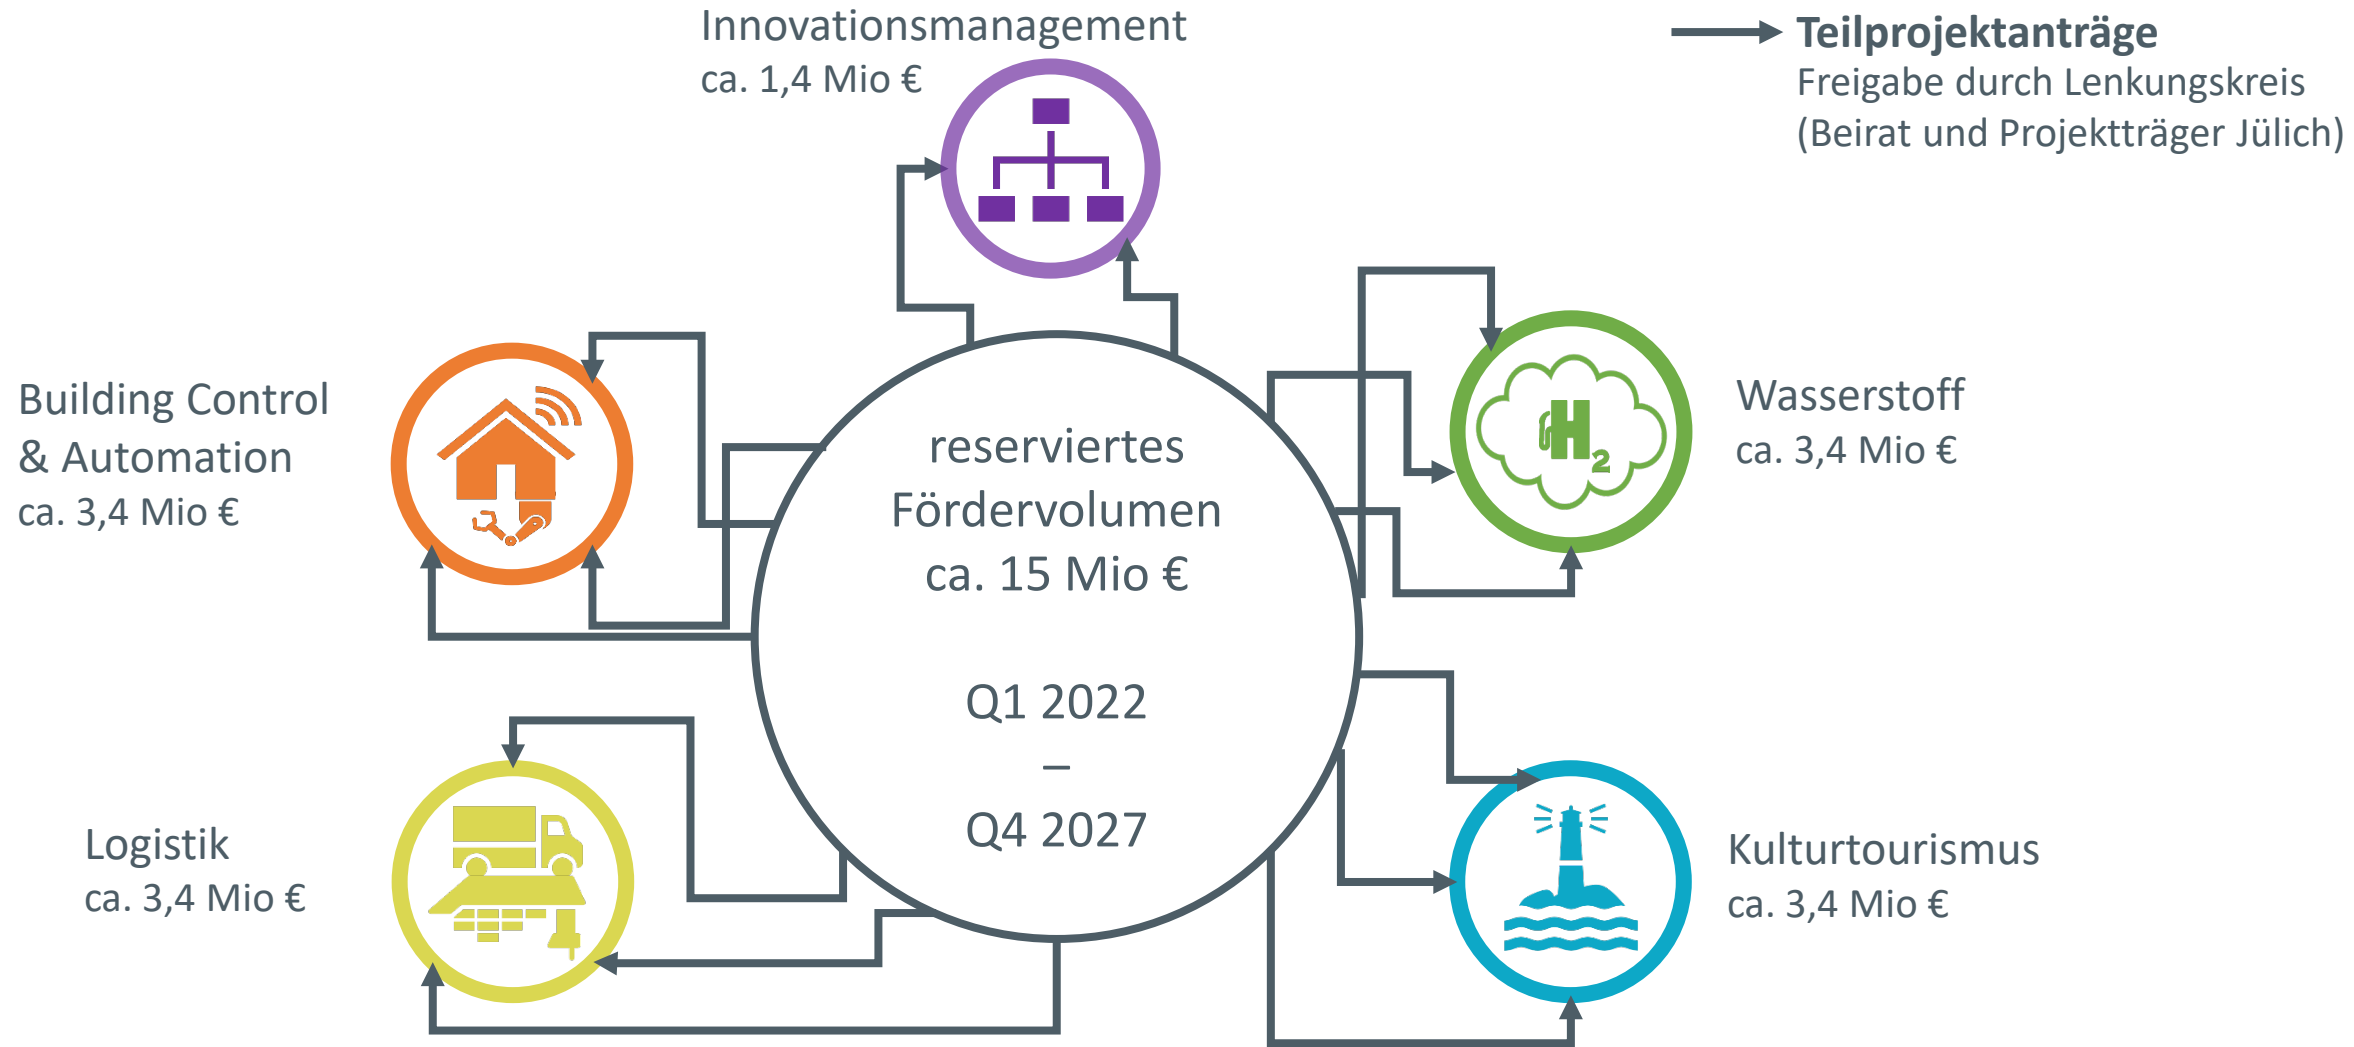 Innovationsmanagement
ca. 1,4 Mio €
Teilprojektanträge
Freigabe durch Lenkungskreis
(Beirat und Projektträger Jülich)
Building Control
& Automation
ca. 3,4 Mio €
reserviertes
Fördervolumen
ca. 15 Mio €
Q1 2022
–
Q4 2027
H2
Wasserstoff
ca. 3,4 Mio €
Logistik
ca. 3,4 Mio €
Kulturtourismus
ca. 3,4 Mio €